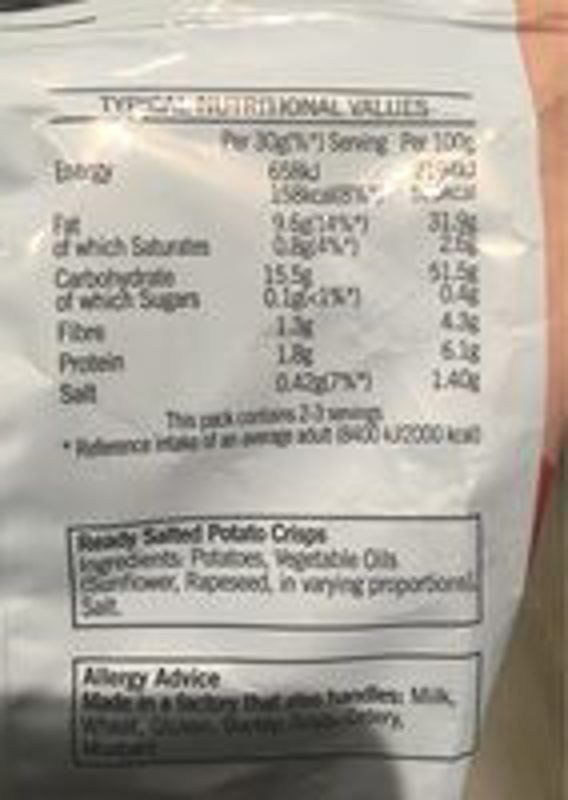 TYPICAL NUTRITIONAL VALUES
Per 30g(%*) Serving Per 100g
Energy 658kJ 2194kJ
158kcal(8%*)
Fat 9.6g(14%*) 31.9g
of which Saturates 0.8g(4%*) 2.6g
Carbohydrate 15.5g 51.5g
of which Sugars 0.1g(<1%*) 0.4g
Fibre 1.3g 4.3g
Protein 1.8g 6.1g
Salt 0.42g(7%*) 1.40g
This pack contains 2-3 servings
* Reference intake of an average adult (8400 kJ/2000 kcal)
Ready Salted Potato Crisps
Ingredients: Potatoes, Vegetable Oils
(Sunflower, Rapeseed, in varying proportions),
Salt.
Allergy Advice
Made in a factory that also handles: Milk,
Wheat, Gluten, Barley, Celery,
Mustard